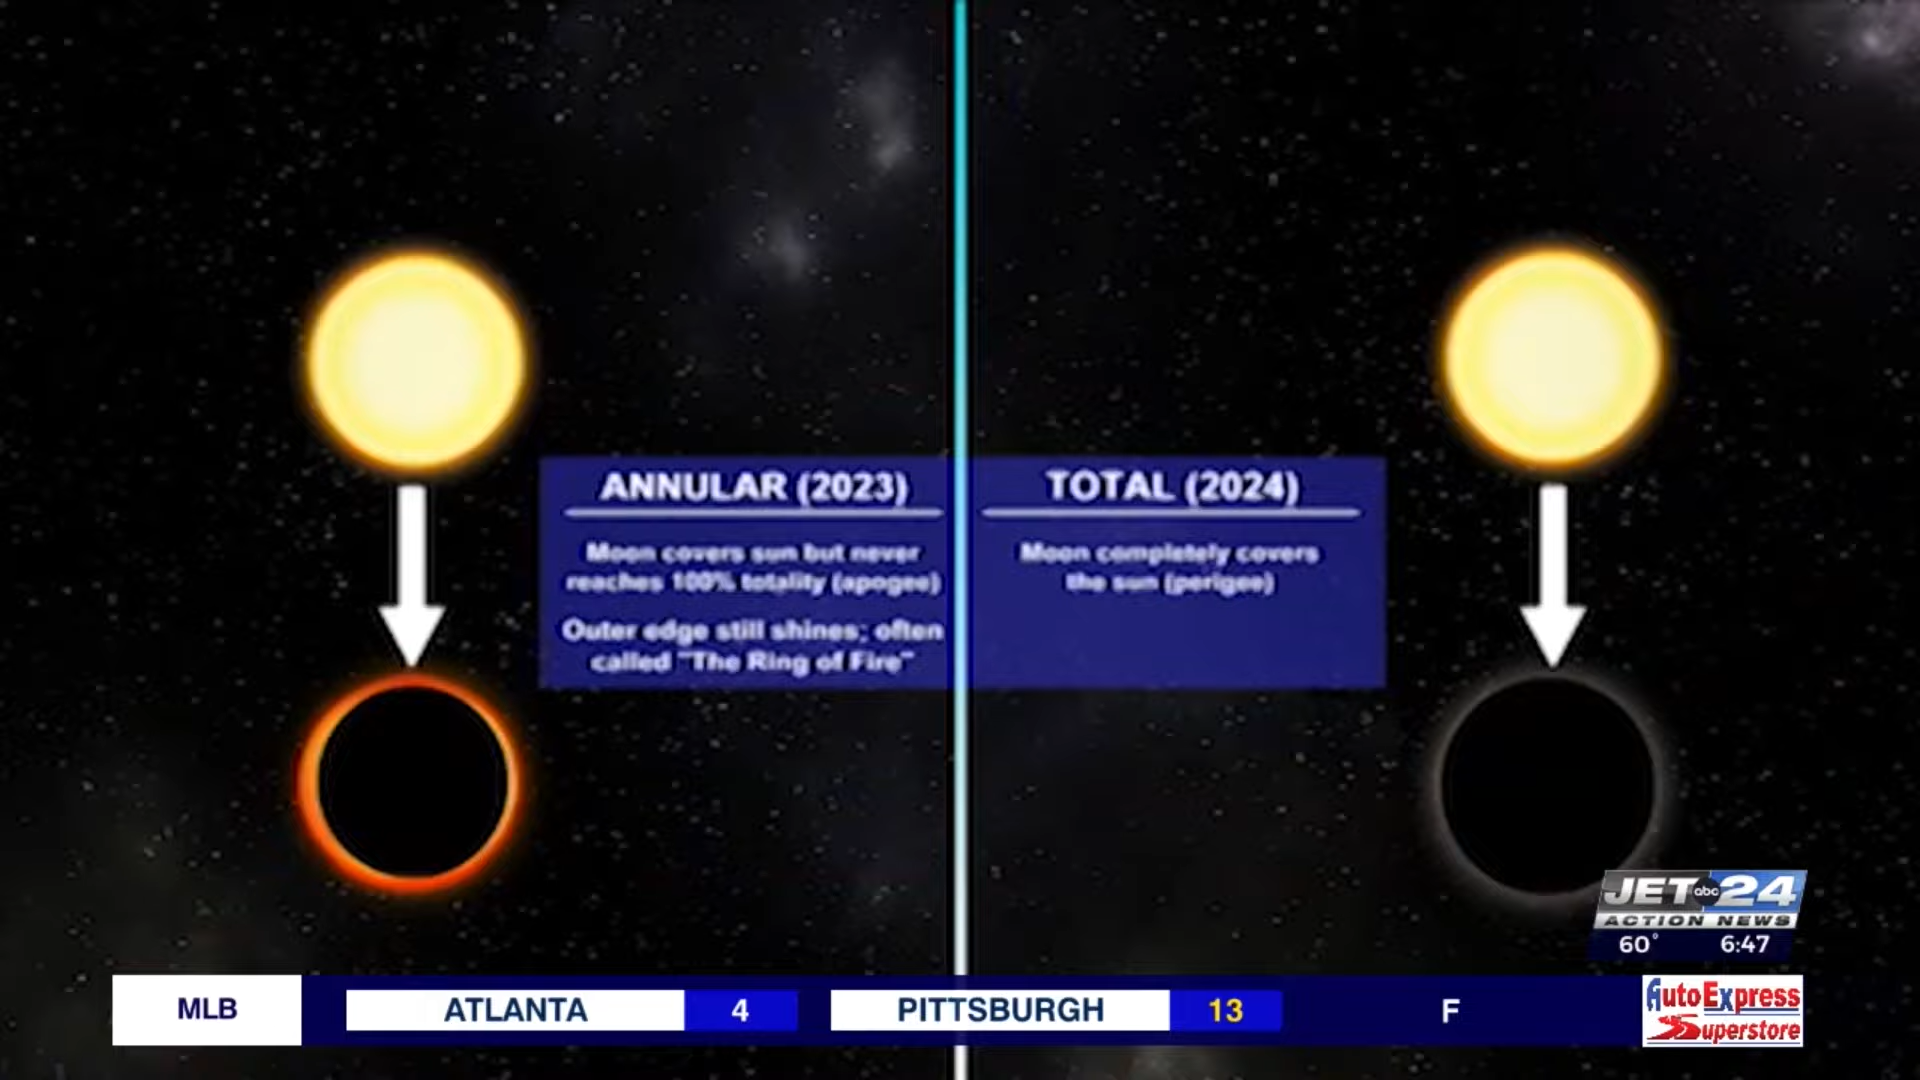 ANNULAR (2023)
Moon covers sun but never
reaches 100% totality (apogee)
Outer edge still shines; often
called "The Ring of Fire"
TOTAL (2024)
Moon completely covers
the sun (perigee)
JET abc 24
ACTION NEWS
60° 6:47
MLB ATLANTA 4 PITTSBURGH 13 F
AutoExpress
Superstore